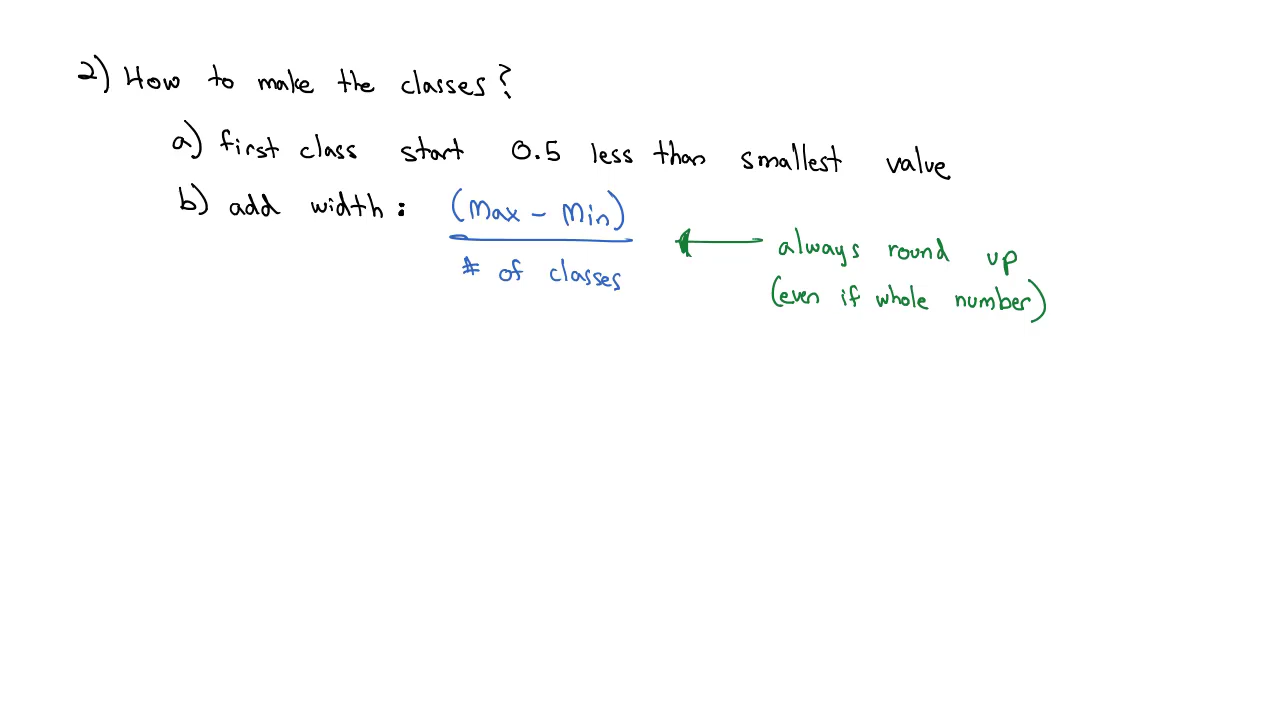 2) How to make the classes?
a) first class start 0.5 less than smallest value
b) add width: (Max - Min)
# of classes
always round up
(even if whole number)